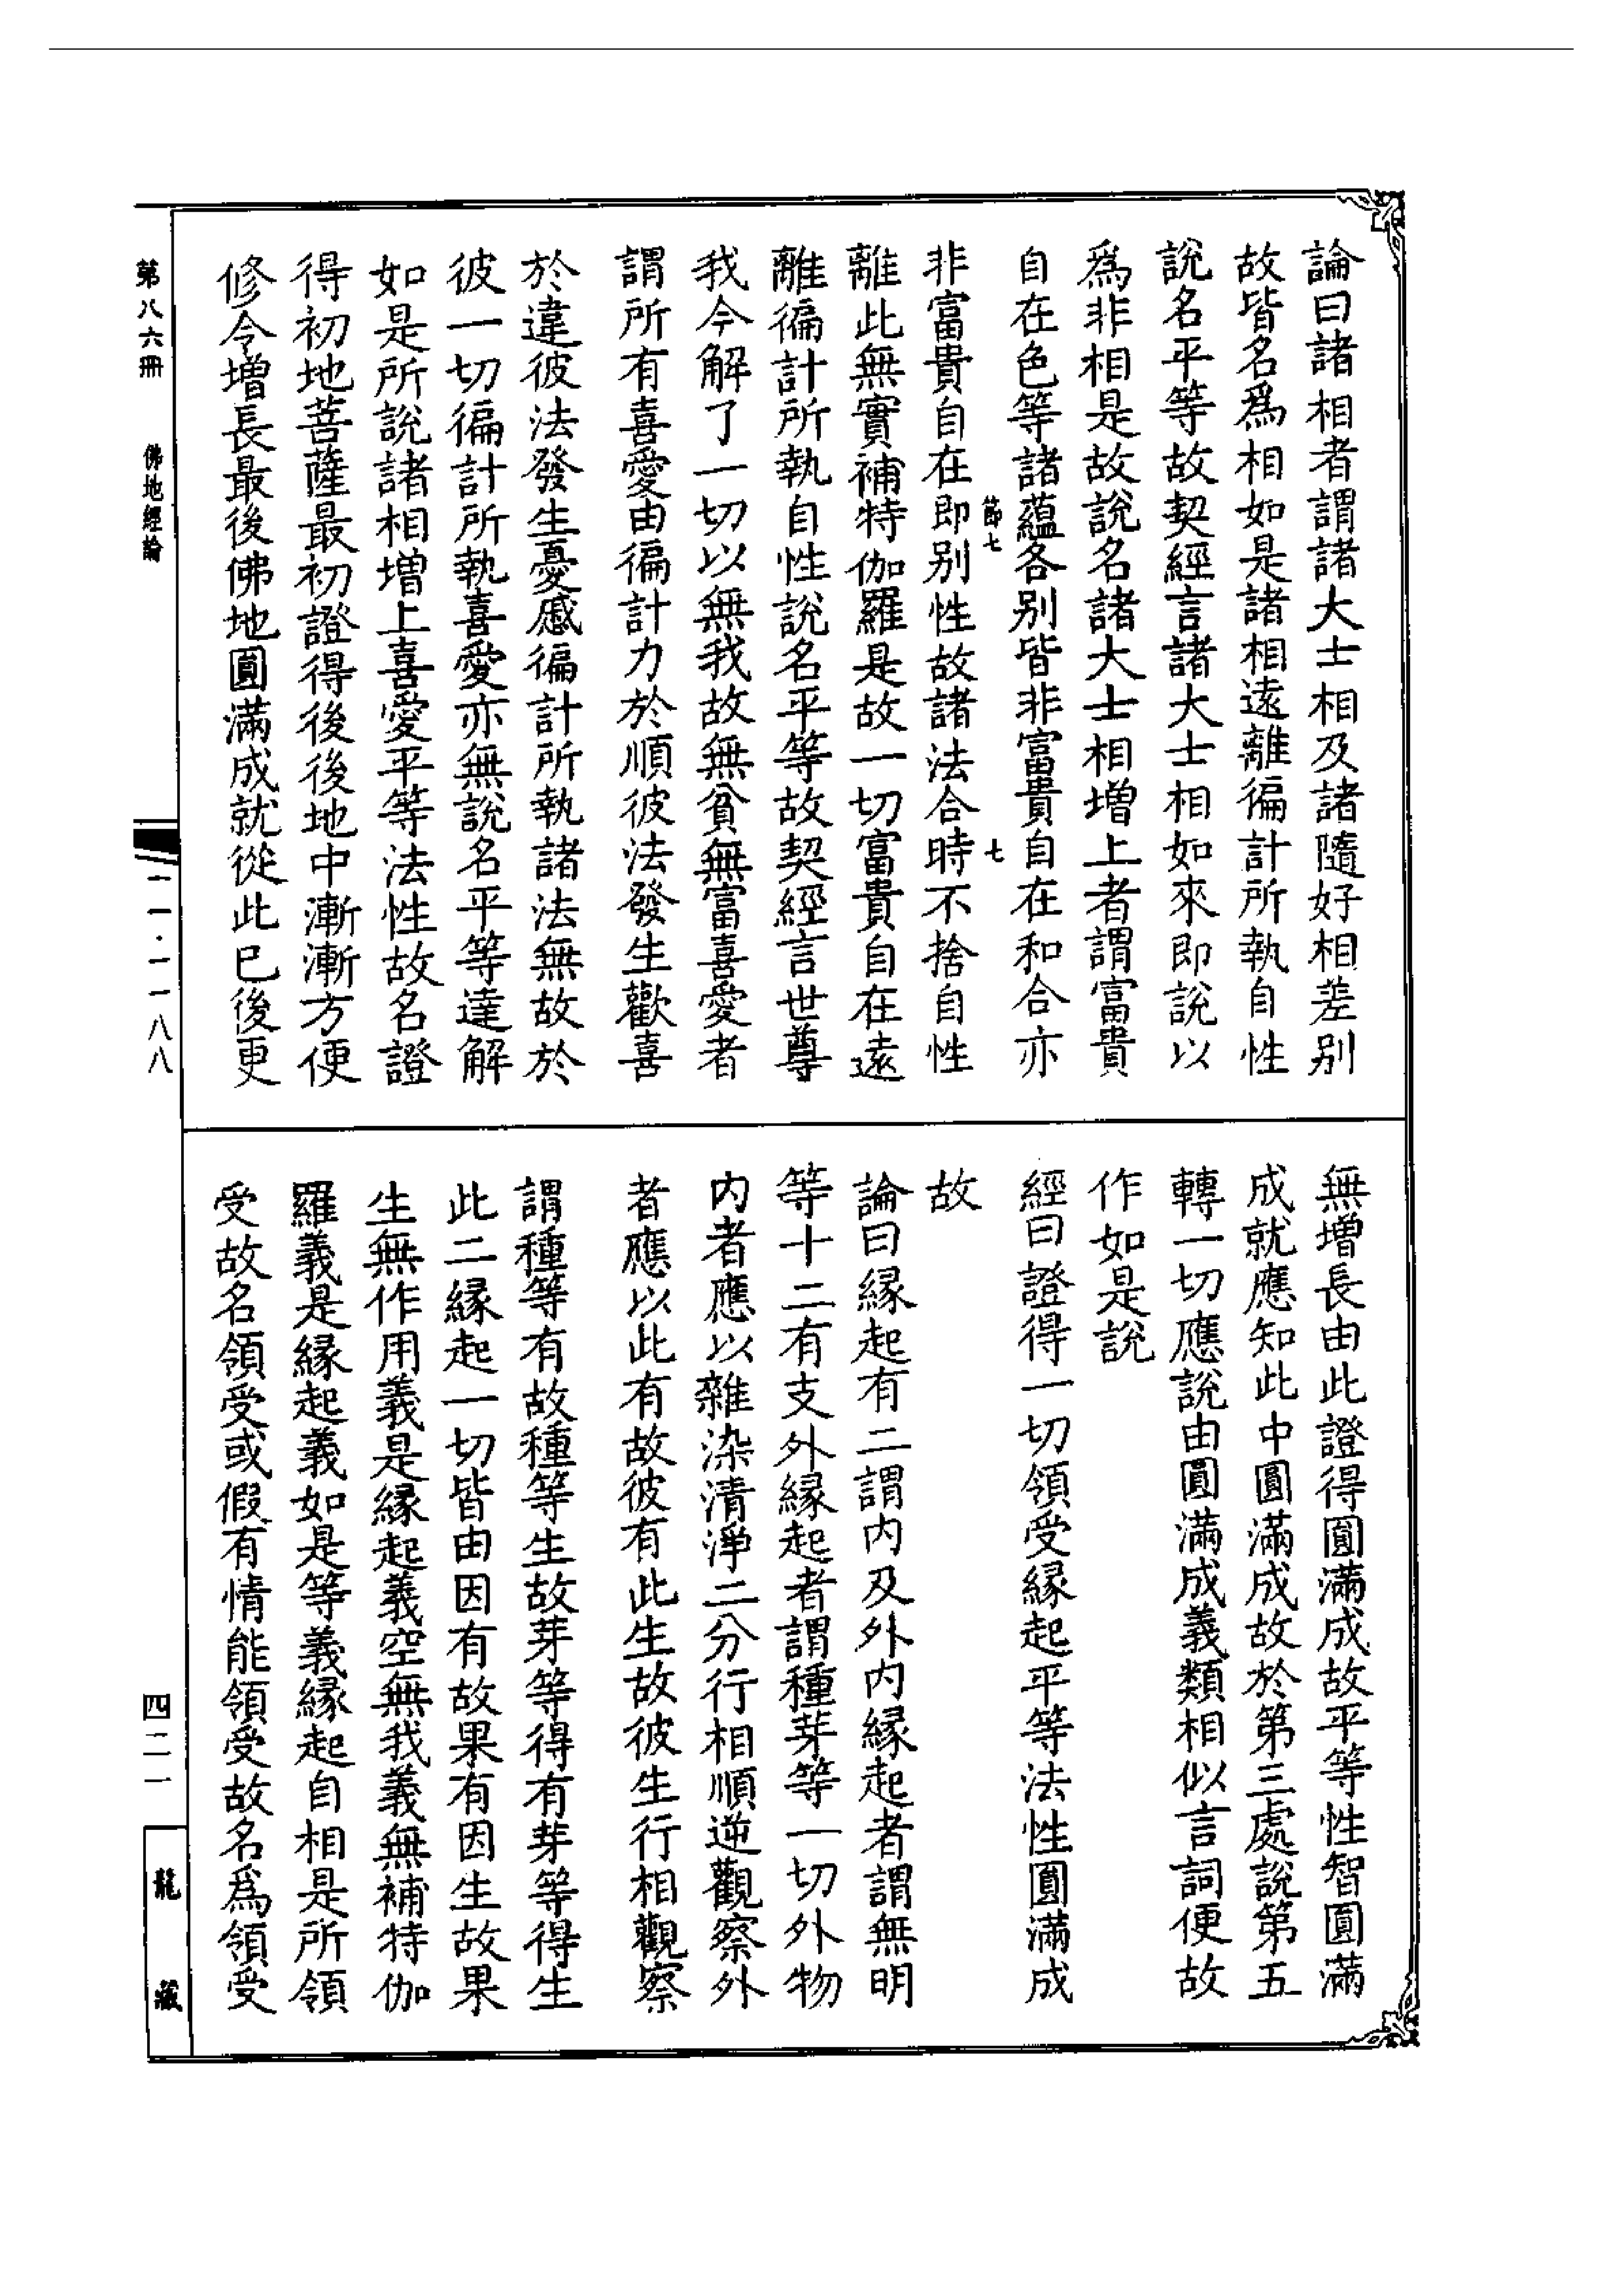 論曰諸相者謂諸大士相及諸隨好相差別
故皆名爲相如是諸相遠離徧計所執自性
說名平等故契經言諸大士相如來即說以
爲非相是故說名諸大士相增上者謂富貴
自在色等諸蘊各別皆非富貴自在和合亦
節七
七
非富貴自在即別性故諸法合時不捨自性
離此無實補特伽羅是故一切富貴自在遠
離徧計所執自性說名平等故契經言世尊
我今解了一切以無我故無貧無富喜愛者
謂所有喜愛由徧計力於順彼法發生歡喜
於違彼法發生憂慼徧計所執諸法無故於
彼一切徧計所執喜愛亦無說名平等達解
如是所說諸相增上喜愛平等法性故名證
得初地菩薩最初證得後後地中漸漸方便
修令增長最後佛地圓滿成就從此已後更
無增長由此證得圓滿成故平等性智圓滿
成就應知此中圓滿成故於第三處說第五
轉一切應說由圓滿成義類相似言詞便故
作如是說
經曰證得一切領受緣起平等法性圓滿成
故
論曰緣起有二謂內及外內緣起者謂無明
等十二有支外緣起者謂種芽等一切外物
內者應以雜染清淨二分行相順逆觀察外
者應以此有故彼有此生故彼生行相觀察
謂種等有故種等生故芽等得有芽等得生
此二緣起一切皆由因有故果有因生故果
生無作用義是緣起義空無我義無補特伽
羅義是緣起義如是等義緣起自相是所領
受故名領受或假有情能領受故名爲領受
第八六冊
佛地經論
一一·一一八八
四二一
龍藏